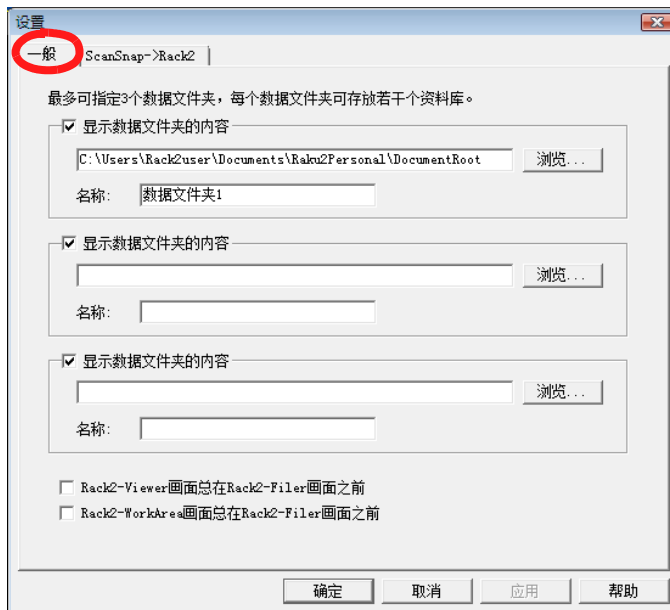 设置
一般 ScanSnap->Rack2
最多可指定3个数据文件夹，每个数据文件夹可存放若干个资料库。
显示数据文件夹的内容
C:\Users\Rack2user\Documents\Raku2Personal\DocumentRoot 浏览...
名称: 数据文件夹1
显示数据文件夹的内容
浏览...
名称:
显示数据文件夹的内容
浏览...
名称:
Rack2-Viewer画面总在Rack2-Filer画面之前
Rack2-WorkArea画面总在Rack2-Filer画面之前
确定 取消 应用 帮助